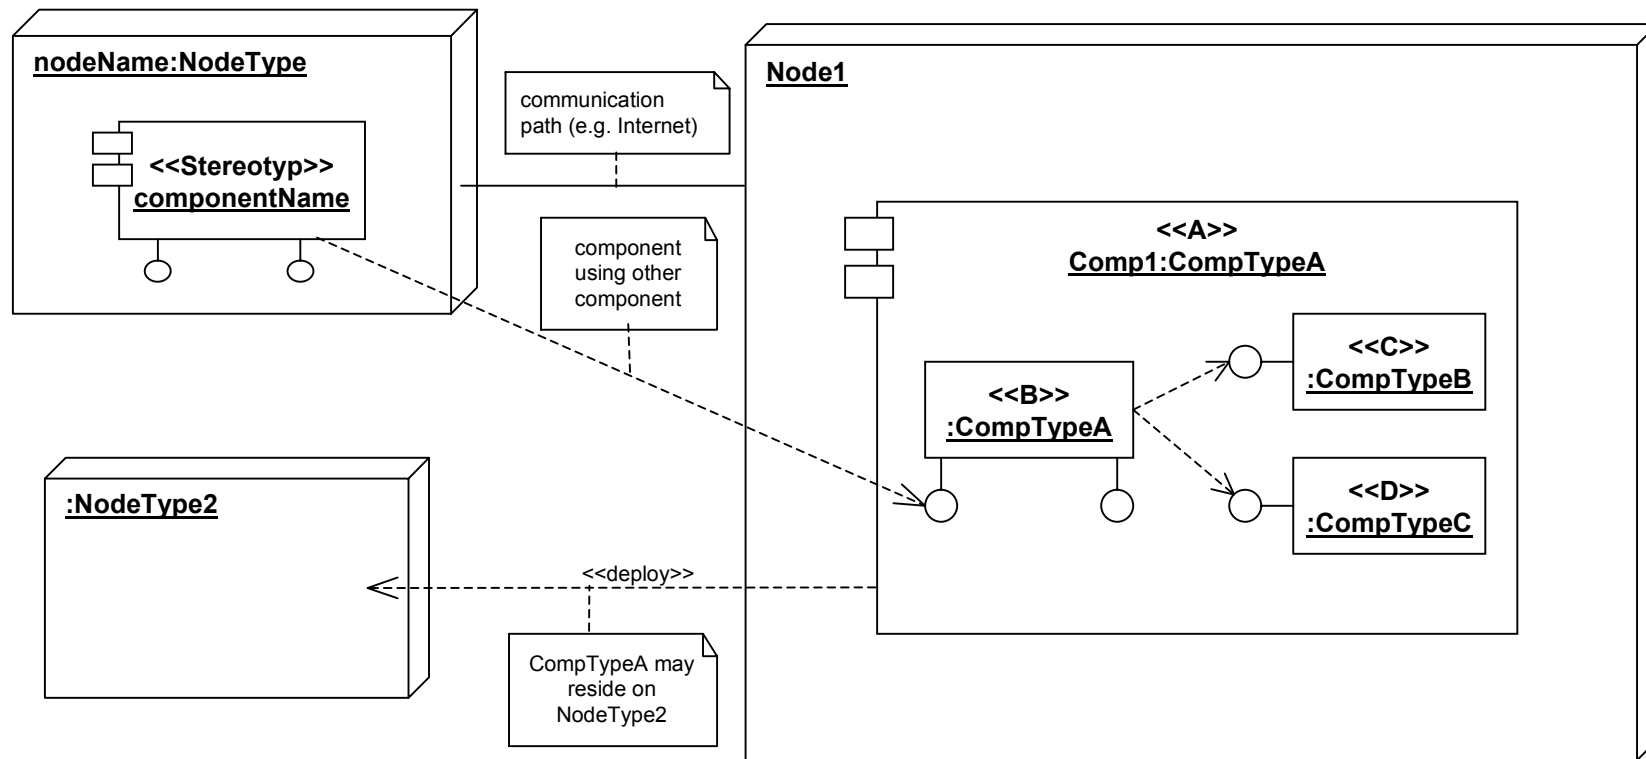 nodeName:NodeType
<<Stereotyp>>
componentName
communication
path (e.g. Internet)
component
using other
component
Node1
<<A>>
Comp1:CompTypeA
<<B>>
:CompTypeA
<<C>>
:CompTypeB
<<D>>
:CompTypeC
:NodeType2
<<deploy>>
CompTypeA may
reside on
NodeType2